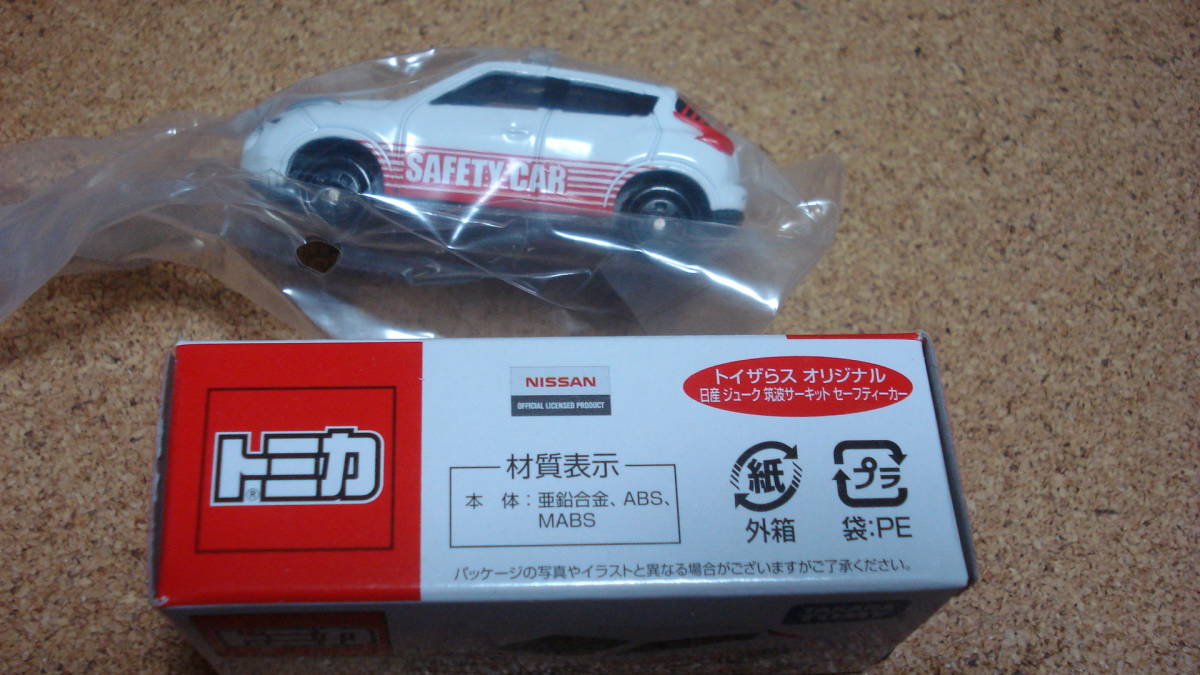 SAFETY CAR
トミカ®
NISSAN
OFFICIAL LICENSED PRODUCT
トイザらス オリジナル
日産 ジューク 筑波サーキット セーフティーカー
材質表示
本 体：亜鉛合金、ABS、
MABS
紙
外箱
プラ
袋:PE
パッケージの写真やイラストと異なる場合がございますがご了承ください。
トミカ